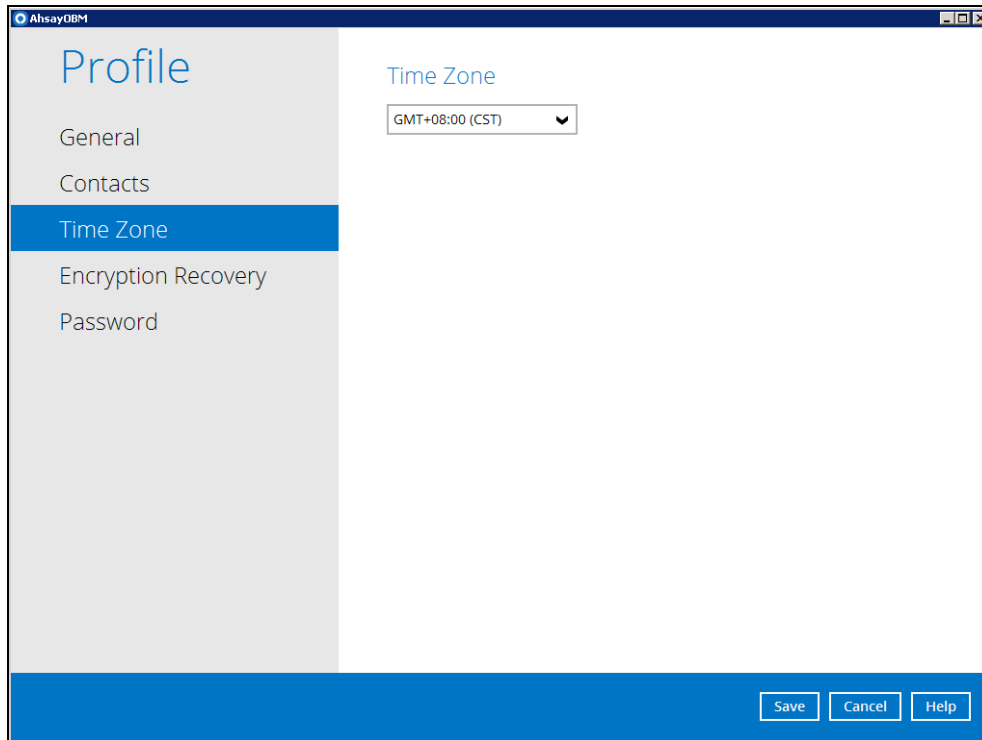 AhsayOBM
Profile
General
Contacts
Time Zone
Encryption Recovery
Password
Time Zone
GMT+08:00 (CST)
Save
Cancel
Help